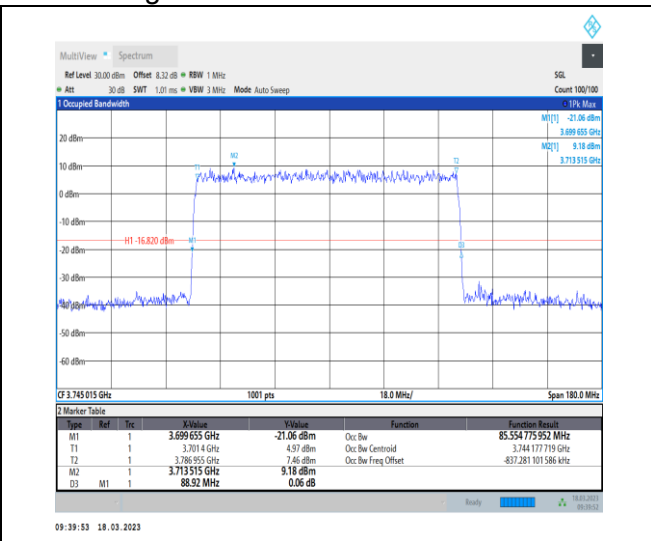 MultiView Spectrum
Ref Level 30.00 dBm Offset 8.32 dB RBW 1 MHz SGL
Att 30 dB SWT 1.01 ms VBW 3 MHz Mode Auto Sweep Count 100/100
1 Occupied Bandwidth 1Pk Max
M1[1] -21.06 dBm
3.699 655 GHz
M2[1] 9.18 dBm
3.713 515 GHz
20 dBm
M2
T2
10 dBm
0 dBm
-10 dBm
H1 -16.820 dBm M1
D3
-20 dBm
-30 dBm
-40 dBm
-50 dBm
-60 dBm
CF 3.745 015 GHz 1001 pts 18.0 MHz/ Span 180.0 MHz
2 Marker Table
Type Ref Trc X-Value Y-Value Function Function Result
M1 1 3.699 655 GHz -21.06 dBm Occ Bw 85.554 775 952 MHz
T1 1 3.701 4 GHz 4.97 dBm Occ Bw Centroid 3.744 177 719 GHz
T2 1 3.786 955 GHz 7.46 dBm Occ Bw Freq Offset -837.281 101 586 kHz
M2 1 3.713 515 GHz 9.18 dBm
D3 M1 1 88.92 MHz 0.06 dB
Ready 18.03.2023
09:39:52
09:39:53 18.03.2023